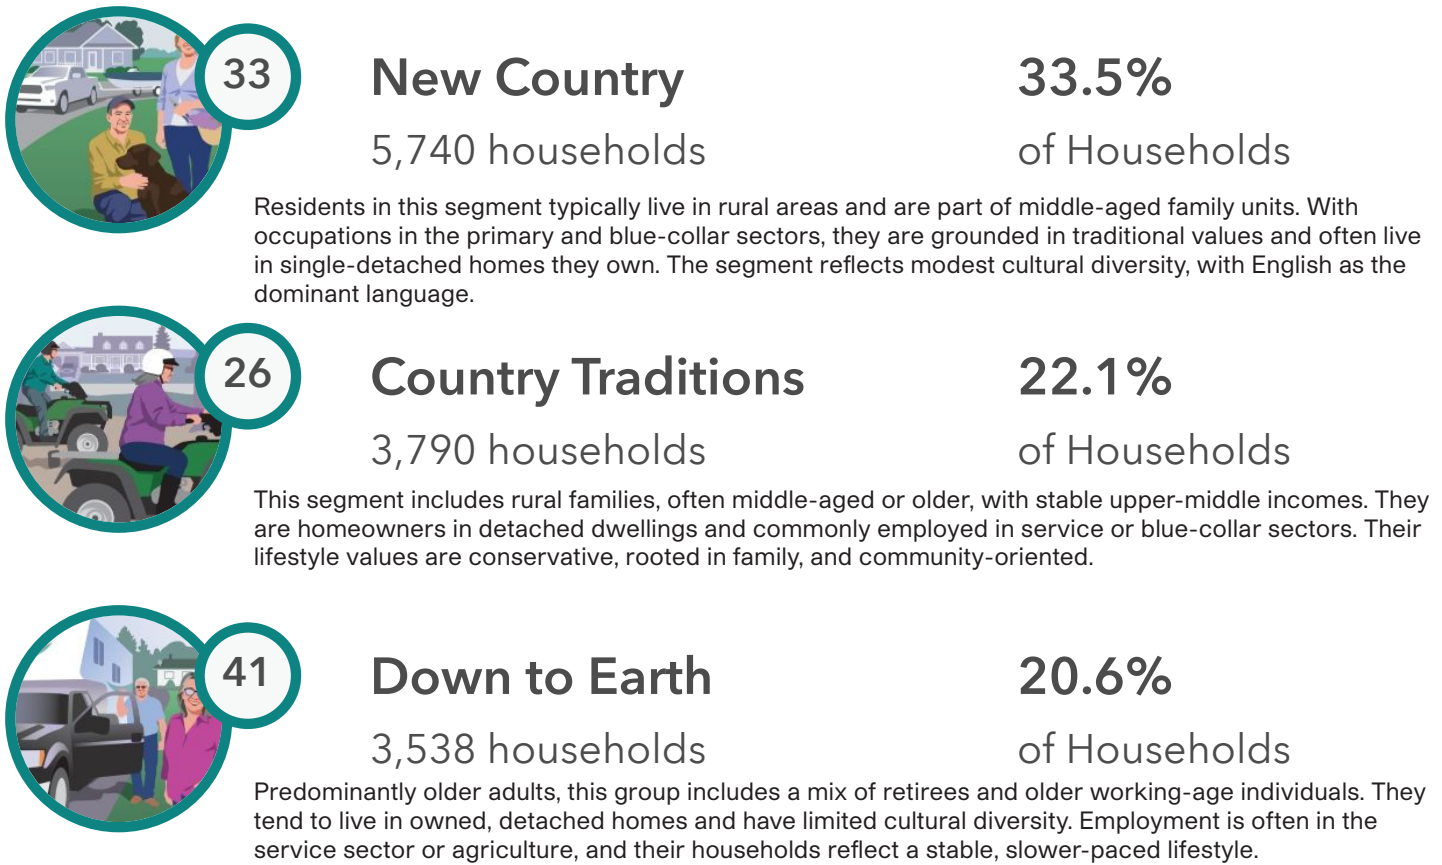 33
New Country
33.5%
5,740 households
of Households
Residents in this segment typically live in rural areas and are part of middle-aged family units. With
occupations in the primary and blue-collar sectors, they are grounded in traditional values and often live
in single-detached homes they own. The segment reflects modest cultural diversity, with English as the
dominant language.
26
Country Traditions
22.1%
3,790 households
of Households
This segment includes rural families, often middle-aged or older, with stable upper-middle incomes. They
are homeowners in detached dwellings and commonly employed in service or blue-collar sectors. Their
lifestyle values are conservative, rooted in family, and community-oriented.
41
Down to Earth
20.6%
3,538 households
of Households
Predominantly older adults, this group includes a mix of retirees and older working-age individuals. They
tend to live in owned, detached homes and have limited cultural diversity. Employment is often in the
service sector or agriculture, and their households reflect a stable, slower-paced lifestyle.